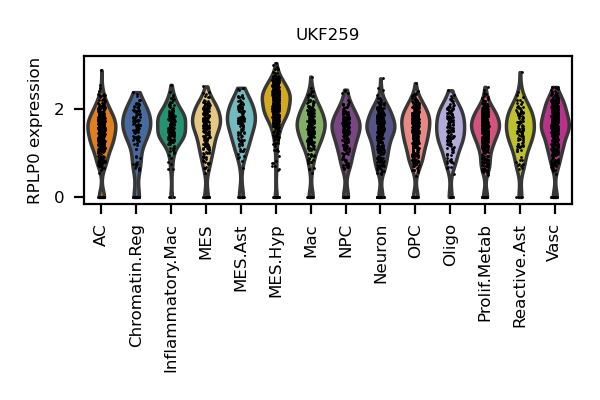 UKF259
RPLP0 expression
2
0
AC
Chromatin.Reg
Inflammatory.Mac
MES
MES.Ast
MES.Hyp
Mac
NPC
Neuron
OPC
Oligo
Prolif.Metab
Reactive.Ast
Vasc